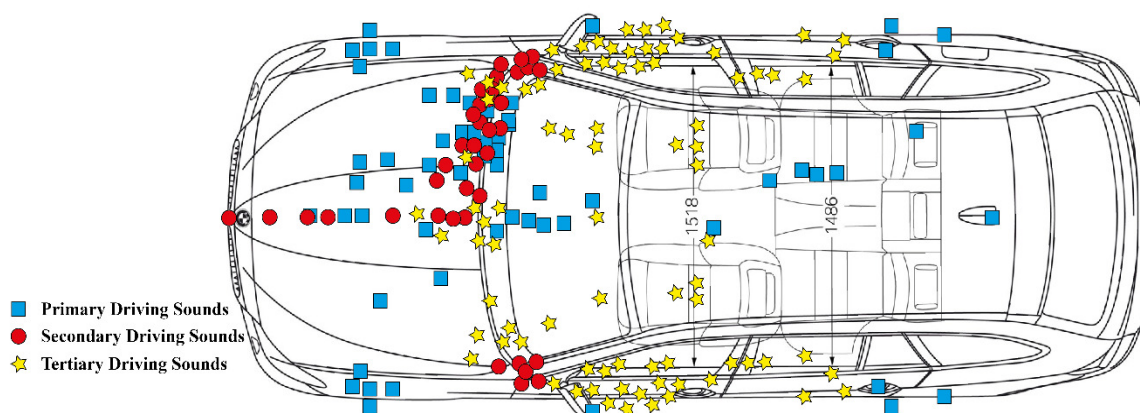 1518
1486
Primary Driving Sounds
Secondary Driving Sounds
Tertiary Driving Sounds